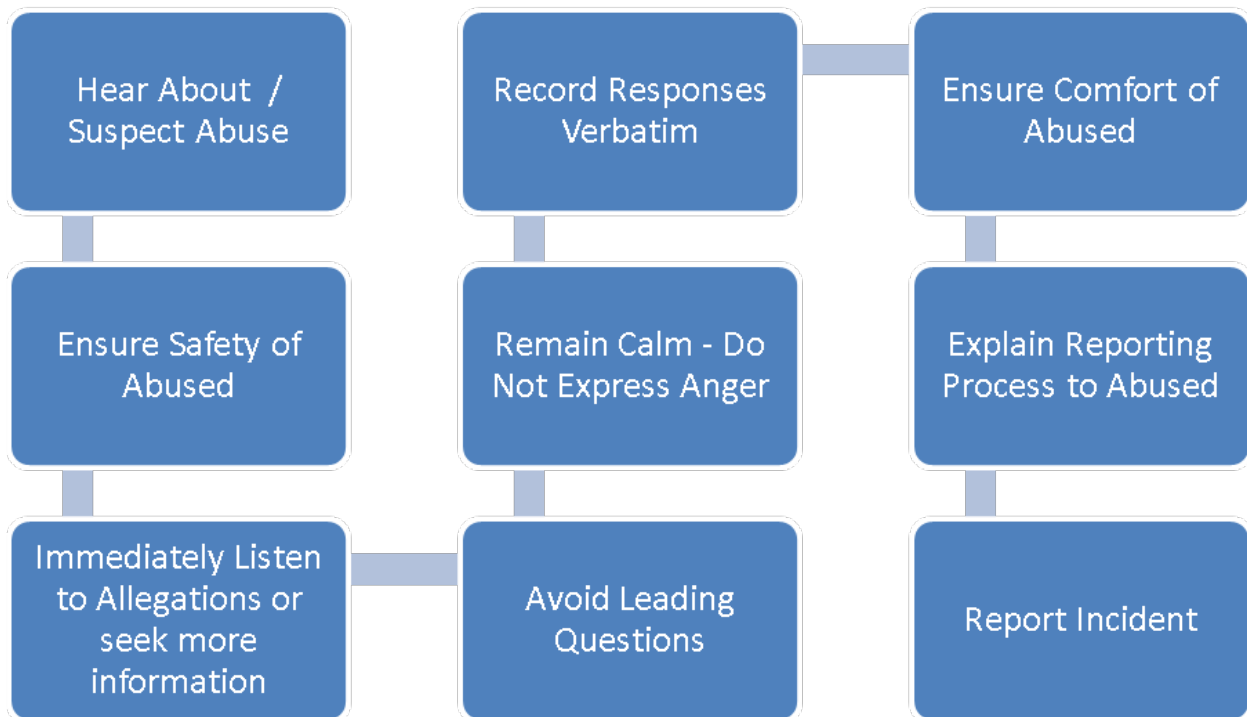 Hear About  /
Suspect Abuse
Ensure Safety of
Abused
Immediately Listen
to Allegations or
seek more
information
Avoid Leading
Questions
Remain Calm - Do
Not Express Anger
Record Responses
Verbatim
Ensure Comfort of
Abused
Explain Reporting
Process to Abused
Report Incident